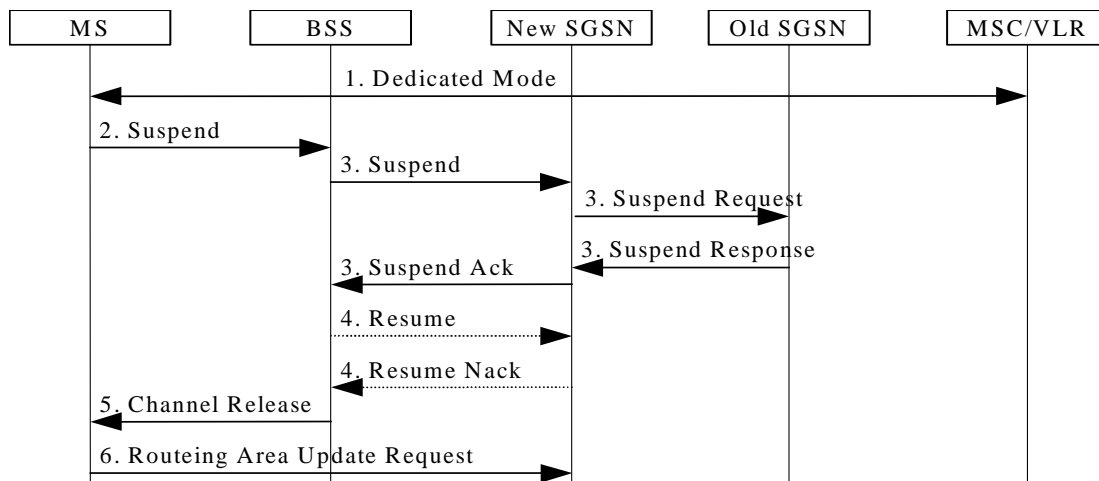 MS
BSS
New SGSN
Old SGSN
MSC/VLR
1. Dedicated Mode
2. Suspend
3. Suspend
3. Suspend Request
3. Suspend Response
3. Suspend Ack
4. Resume
4. Resume Nack
5. Channel Release
6. Routeing Area Update Request